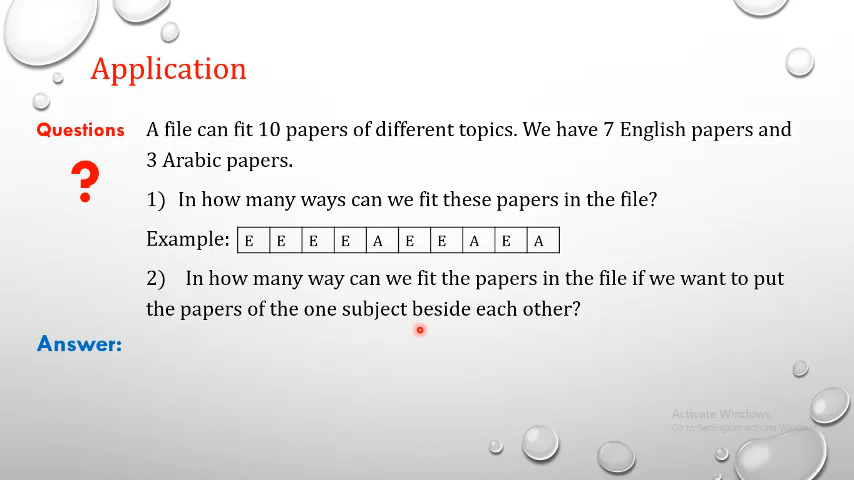 Application
Questions
A file can fit 10 papers of different topics. We have 7 English papers and
3 Arabic papers.
?
1) In how many ways can we fit these papers in the file?
Example: E E E E A E E A E A
2) In how many way can we fit the papers in the file if we want to put
the papers of the one subject beside each other?
Answer:
Activate Windows
Go to Settings to activate Windows.